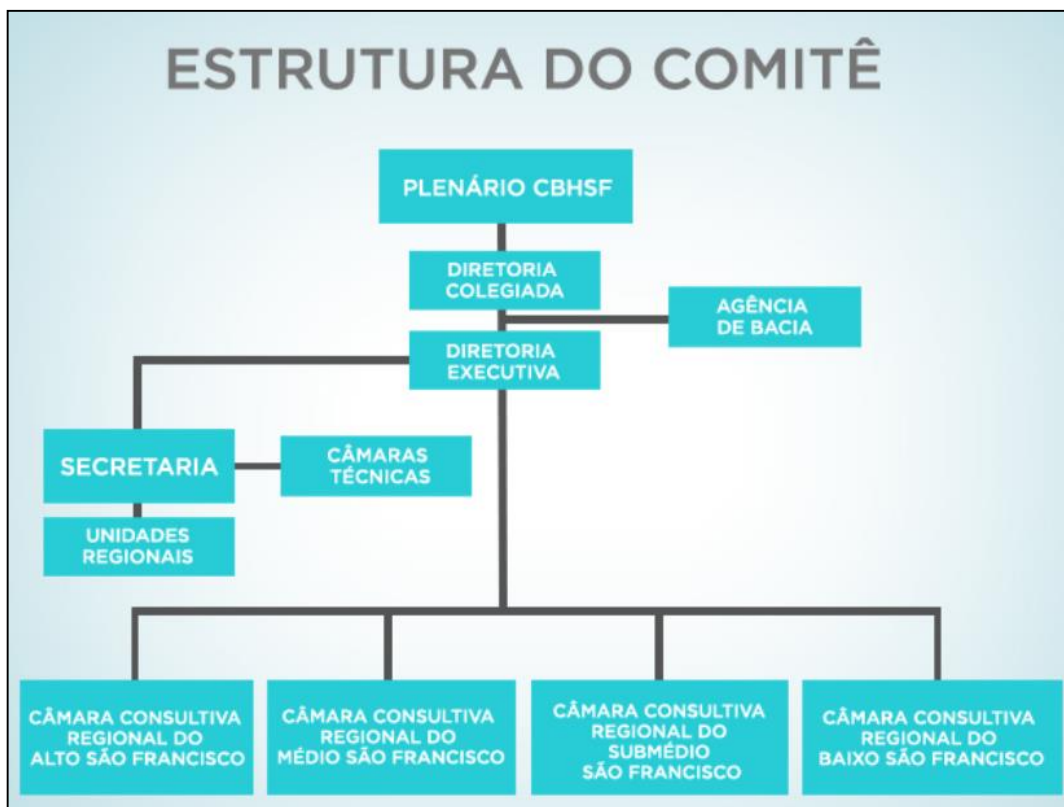 ESTRUTURA DO COMITÊ
PLENÁRIO CBHSF
DIRETORIA
COLEGIADA
AGÊNCIA
DE BACIA
DIRETORIA
EXECUTIVA
SECRETARIA
CÂMARAS
TÉCNICAS
UNIDADES
REGIONAIS
CÂMARA CONSULTIVA
REGIONAL DO
ALTO SÃO FRANCISCO
CÂMARA CONSULTIVA
REGIONAL DO
MÉDIO SÃO FRANCISCO
CÂMARA CONSULTIVA
REGIONAL DO
SUBMÉDIO
SÃO FRANCISCO
CÂMARA CONSULTIVA
REGIONAL DO
BAIXO SÃO FRANCISCO